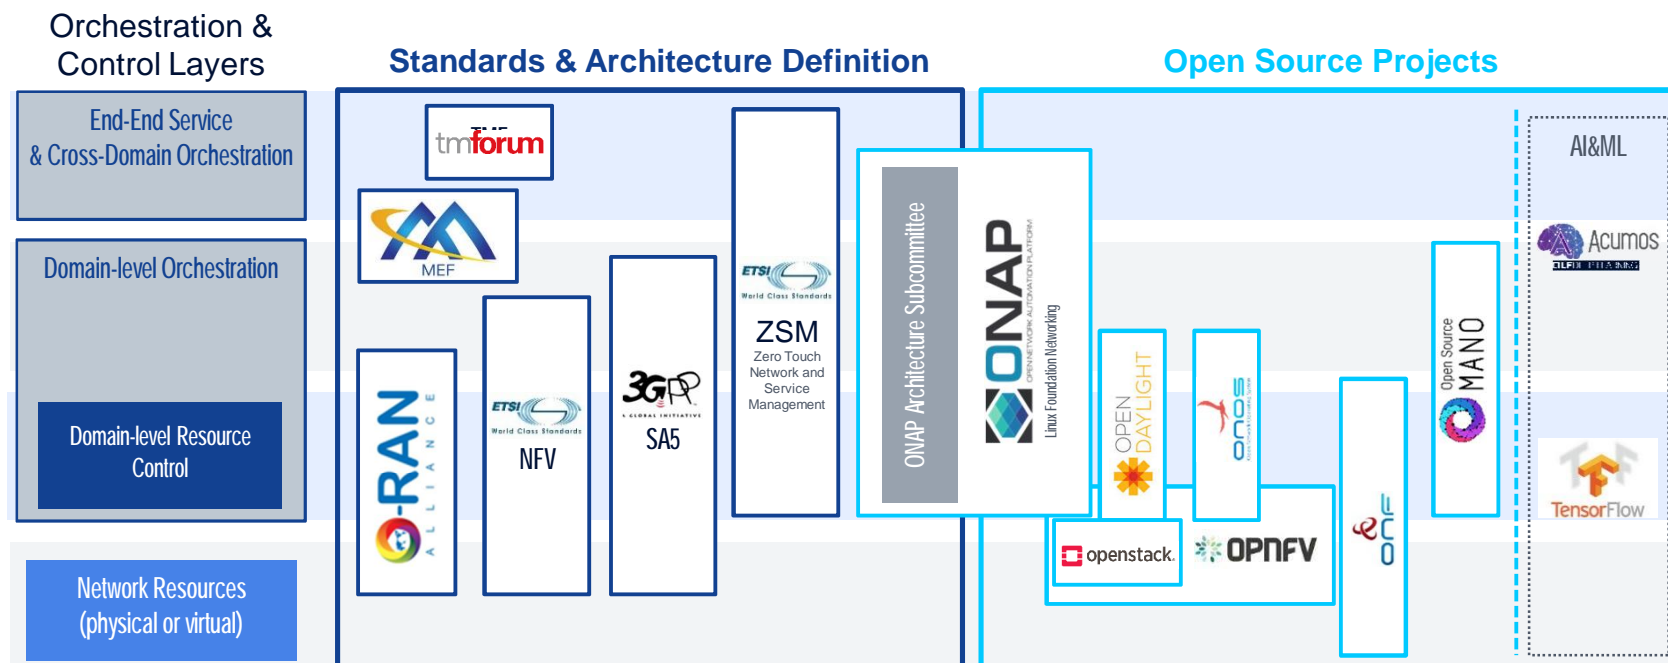 Orchestration &
Control Layers
Standards & Architecture Definition
Open Source Projects
End-End Service
& Cross-Domain Orchestration
Domain-level Orchestration
Domain-level Resource
Control
Network Resources
(physical or virtual)
tmforum
MEF
O-RAN
ALLIANCE
ETSI
World Class Standards
NFV
3GPP
A GLOBAL INITIATIVE
SA5
ETSI
World Class Standards
ZSM
Zero Touch
Network and
Service
Management
ONAP Architecture Subcommittee
ONAP
OPEN NETWORK AUTOMATION PLATFORM
Linux Foundation Networking
OPEN
DAYLIGHT
onos
openstack.
OPNFV
ONF
Open Source
MANO
AI&ML
Acumos
TensorFlow